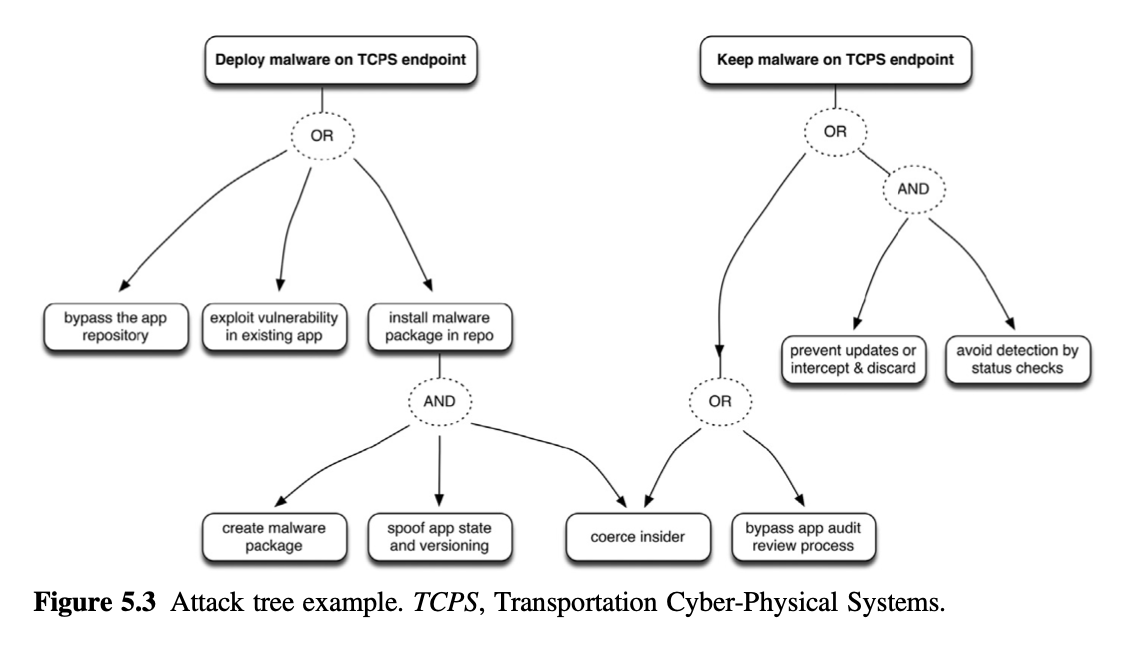 Deploy malware on TCPS endpoint
Keep malware on TCPS endpoint
OR
OR
AND
bypass the app
repository
exploit vulnerability
in existing app
install malware
package in repo
prevent updates or
intercept & discard
avoid detection by
status checks
AND
OR
create malware
package
spoof app state
and versioning
coerce insider
bypass app audit
review process
Figure 5.3 Attack tree example. TCPS, Transportation Cyber-Physical Systems.